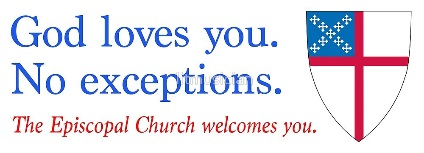 God loves you.
No exceptions.
The Episcopal Church welcomes you.